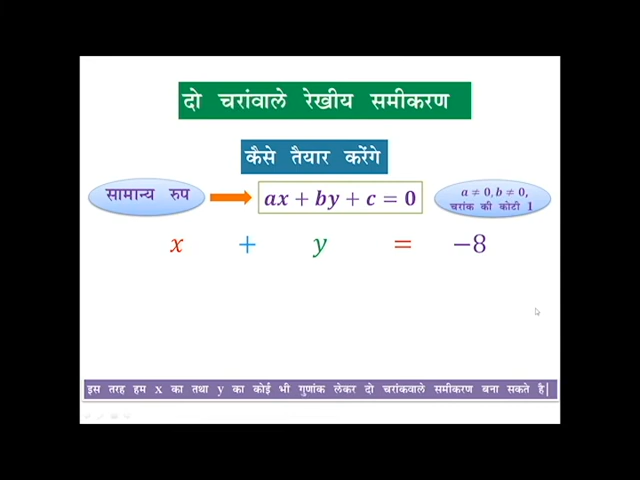 दो चरांवाले रेखीय समीकरण
कैसे तैयार करेंगे
सामान्य रुप
ax + by + c = 0
a ≠ 0, b ≠ 0,
चरांक की कोटी 1
x + y = −8
इस तरह हम x का तथा y का कोई भी गुणांक लेकर दो चरांकवाले समीकरण बना सकते है|